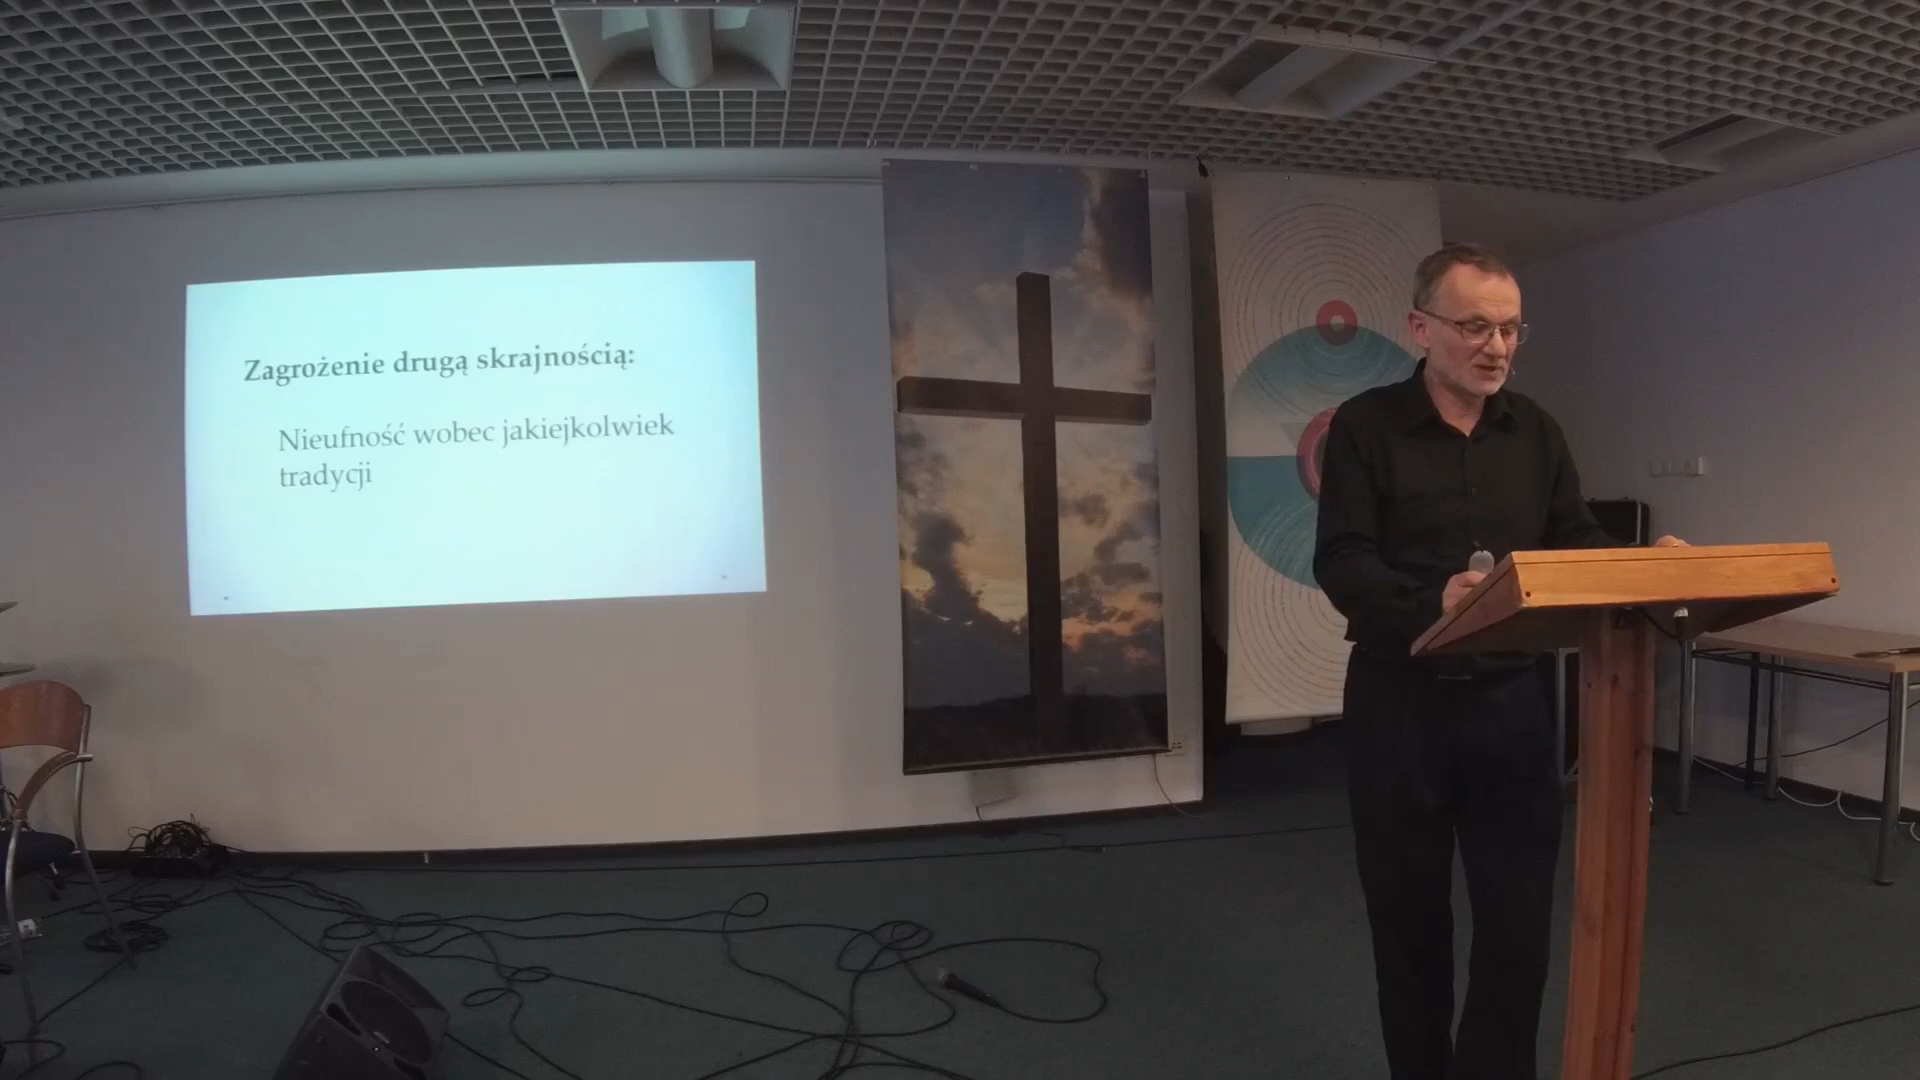 Zagrożenie drugą skrajnością:
Nieufność wobec jakiejkolwiek
tradycji